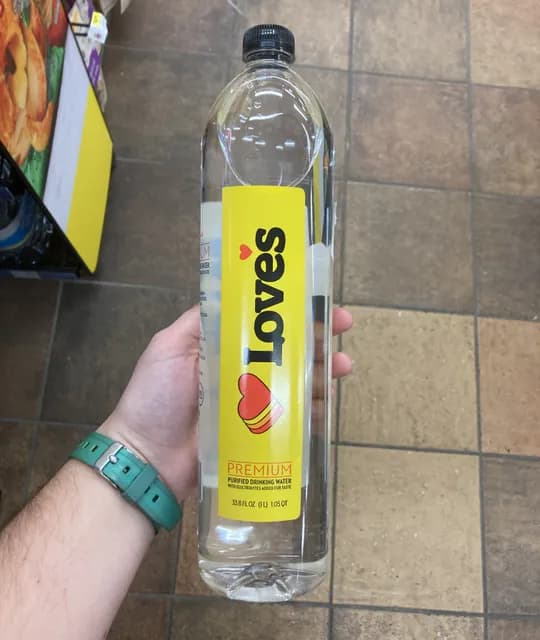 Love's
PREMIUM
PURIFIED DRINKING WATER
WITH ELECTROLYTES ADDED FOR TASTE
33.8 FL OZ (1 L) 1.05 QT